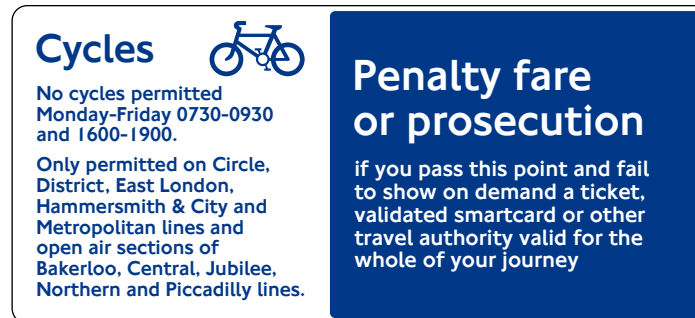 Cycles
No cycles permitted
Monday-Friday 0730-0930
and 1600-1900.
Only permitted on Circle,
District, East London,
Hammersmith & City and
Metropolitan lines and
open air sections of
Bakerloo, Central, Jubilee,
Northern and Piccadilly lines.
Penalty fare
or prosecution
if you pass this point and fail
to show on demand a ticket,
validated smartcard or other
travel authority valid for the
whole of your journey